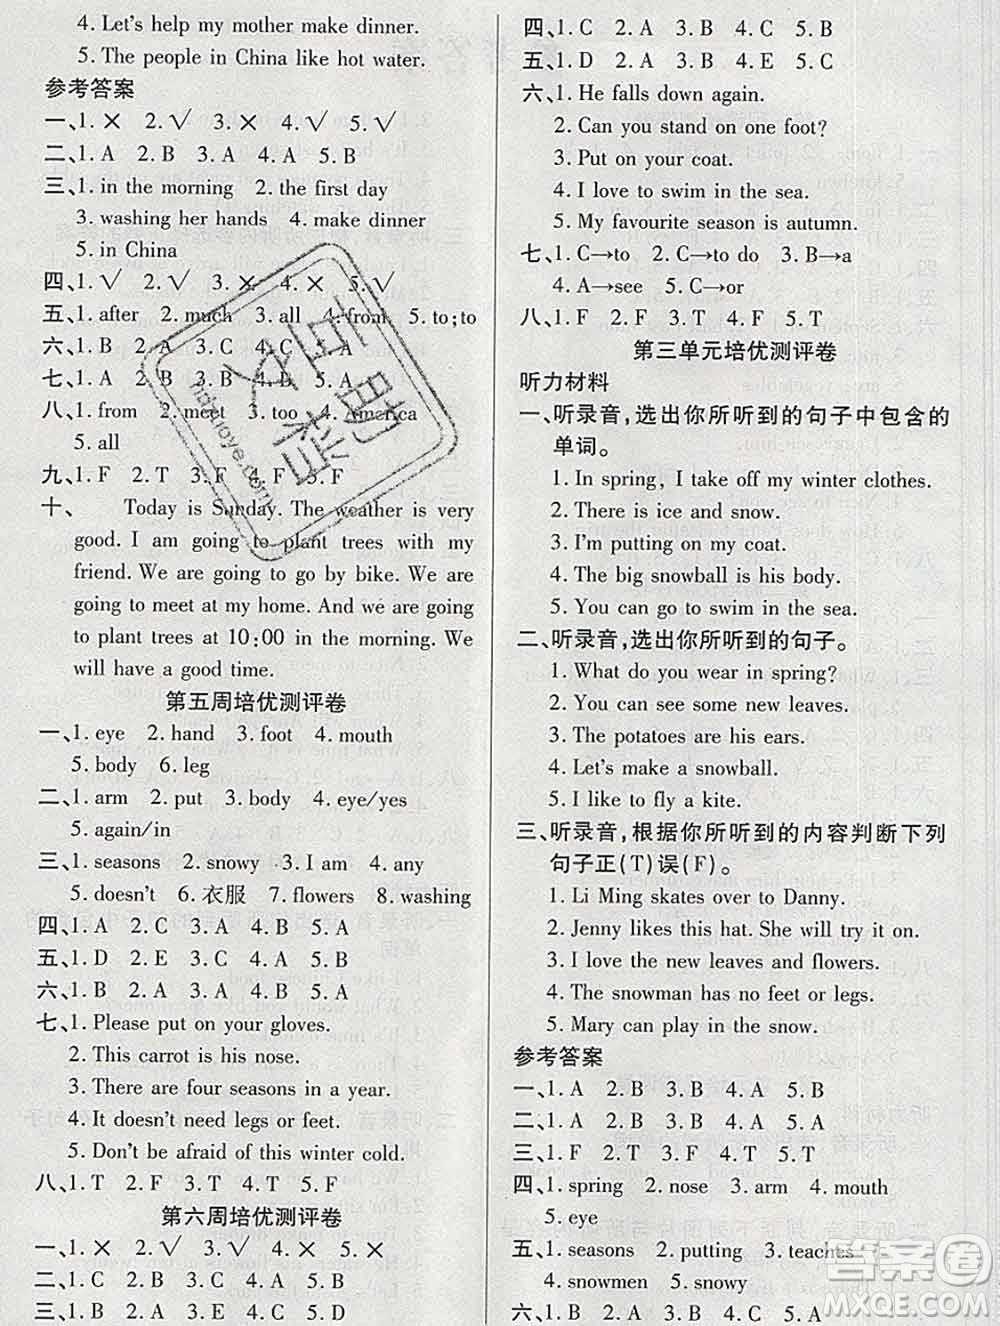 4. Let's help my mother make dinner.
5. The people in China like hot water.
参考答案
一、1. × 2. √ 3. × 4. √ 5. √
二、1. A 2. B 3. A 4. A 5. B
三、1. in the morning 2. the first day
3. washing her hands 4. make dinner
5. in China
四、1. √ 2. √ 3. × 4. × 5. √
五、1. after 2. much 3. all 4. from 5. to;to
六、1. B 2. A 3. B 4. B 5. A
七、1. A 2. B 3. A 4. B 5. A
八、1. from 2. meet 3. too 4. America
5. all
九、1. F 2. T 3. F 4. F 5. F
十、 Today is Sunday. The weather is very
good. I am going to plant trees with my
friend. We are going to go by bike. We are
going to meet at my home. And we are going
to plant trees at 10:00 in the morning. We
will have a good time.
第五周培优测评卷
一、1. eye 2. hand 3. foot 4. mouth
5. body 6. leg
二、1. arm 2. put 3. body 4. eye/yes
5. again/in
三、1. seasons 2. snowy 3. I am 4. any
5. doesn't 6. 衣服 7. flowers 8. washing
四、1. A 2. C 3. A 4. B 5. A
五、1. D 2. E 3. C 4. A 5. B
六、1. B 2. A 3. A 4. B 5. A
七、1. Please put on your gloves.
2. This carrot is his nose.
3. There are four seasons in a year.
4. It doesn't need legs or feet.
5. Don't be afraid of this winter cold.
八、1. T 2. F 3. T 4. T 5. F
第六周培优测评卷
一、1. × 2. √ 3. √ 4. × 5. ×
二、1. C 2. B 3. A 4. C 5. B
三、1. C 2. A 3. B 4. E 5. D
四、1. C 2. A 3. A 4. C 5. B
五、1. D 2. A 3. B 4. E 5. C
六、1. He falls down again.
2. Can you stand on one foot?
3. Put on your coat.
4. I love to swim in the sea.
5. My favourite season is autumn.
七、1. C→to 2. C→to do 3. B→a
4. A→see 5. C→or
八、1. F 2. F 3. T 4. F 5. T
第三单元培优测评卷
听力材料
一、听录音,选出你所听到的句子中包含的
单词。
1. In spring, I take off my winter clothes.
2. There is ice and snow.
3. I'm putting on my coat.
4. The big snowball is his body.
5. You can go to swim in the sea.
二、听录音,选出你所听到的句子。
1. What do you wear in spring?
2. You can see some new leaves.
3. The potatoes are his ears.
4. Let's make a snowball.
5. I like to fly a kite.
三、听录音,根据你所听到的内容判断下列
句子正(T)误(F)。
1. Li Ming skates over to Danny.
2. Jenny likes this hat. She will try it on.
3. I love the new leaves and flowers.
4. The snowman has no feet or legs.
5. Mary can play in the snow.
参考答案
一、1. A 2. B 3. B 4. A 5. B
二、1. B 2. B 3. A 4. A 5. A
三、1. F 2. T 3. F 4. T 5. F
四、1. spring 2. nose 3. arm 4. mouth
5. eye
五、1. seasons 2. putting 3. teaches
4. snowmen 5. snowy
六、1. B 2. A 3. A 4. A 5. B
答案圈
MXQE.COM